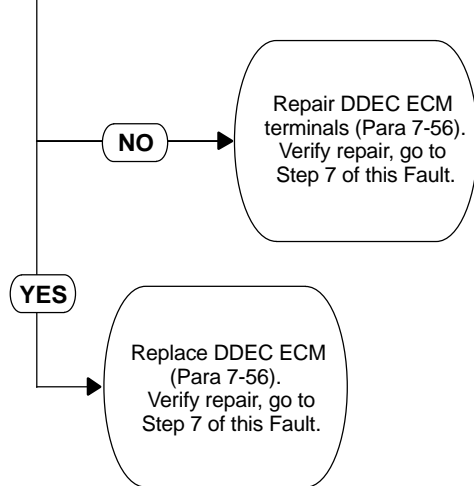 NO
Repair DDEC ECM
terminals (Para 7-56).
Verify repair, go to
Step 7 of this Fault.
YES
Replace DDEC ECM
(Para 7-56).
Verify repair, go to
Step 7 of this Fault.